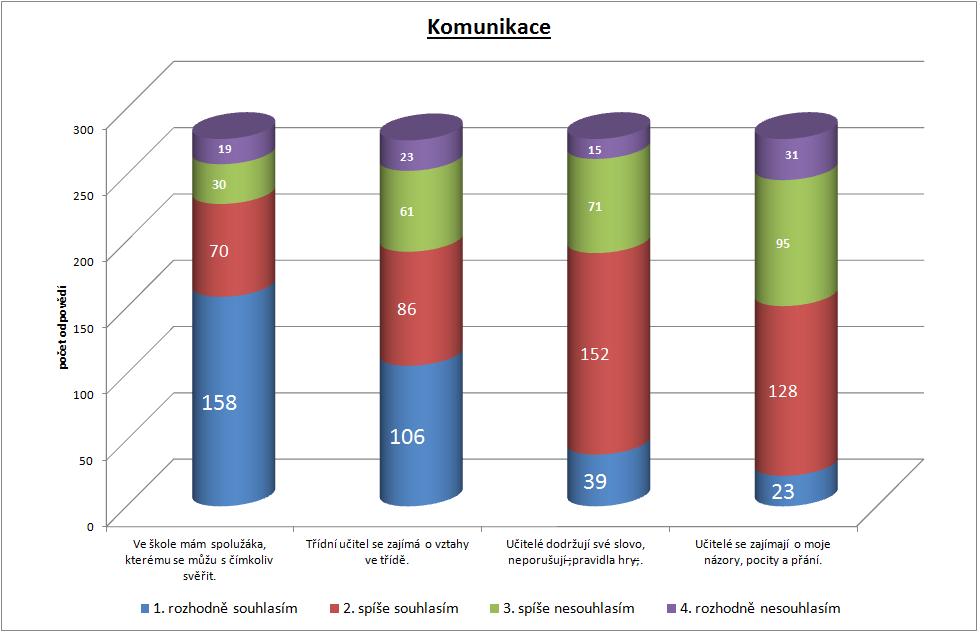 Komunikace
300
250
200
150
100
50
0
počet odpovědí
19
30
70
158
23
61
86
106
15
71
152
39
31
95
128
23
Ve škole mám spolužáka,
kterému se můžu s čímkoliv
svěřit.
Třídní učitel se zajímá o vztahy
ve třídě.
Učitelé dodržují své slovo,
neporušují;pravidla hry;.
Učitelé se zajímají o moje
názory, pocity a přání.
1. rozhodně souhlasím
2. spíše souhlasím
3. spíše nesouhlasím
4. rozhodně nesouhlasím